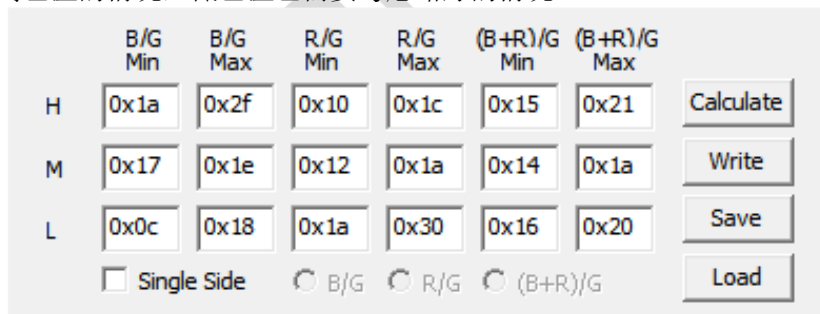 B/G Min B/G Max R/G Min R/G Max (B+R)/G Min (B+R)/G Max
H 0x1a 0x2f 0x10 0x1c 0x15 0x21 Calculate
M 0x17 0x1e 0x12 0x1a 0x14 0x1a Write
L 0x0c 0x18 0x1a 0x30 0x16 0x20 Save
Single Side B/G R/G (B+R)/G Load